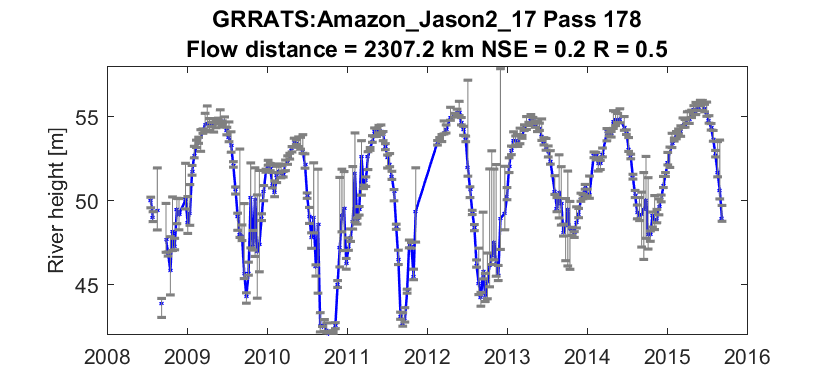 GRRATS:Amazon_Jason2_17 Pass 178
Flow distance = 2307.2 km NSE = 0.2 R = 0.5
River height [m]
55
50
45
2008 2009 2010 2011 2012 2013 2014 2015 2016